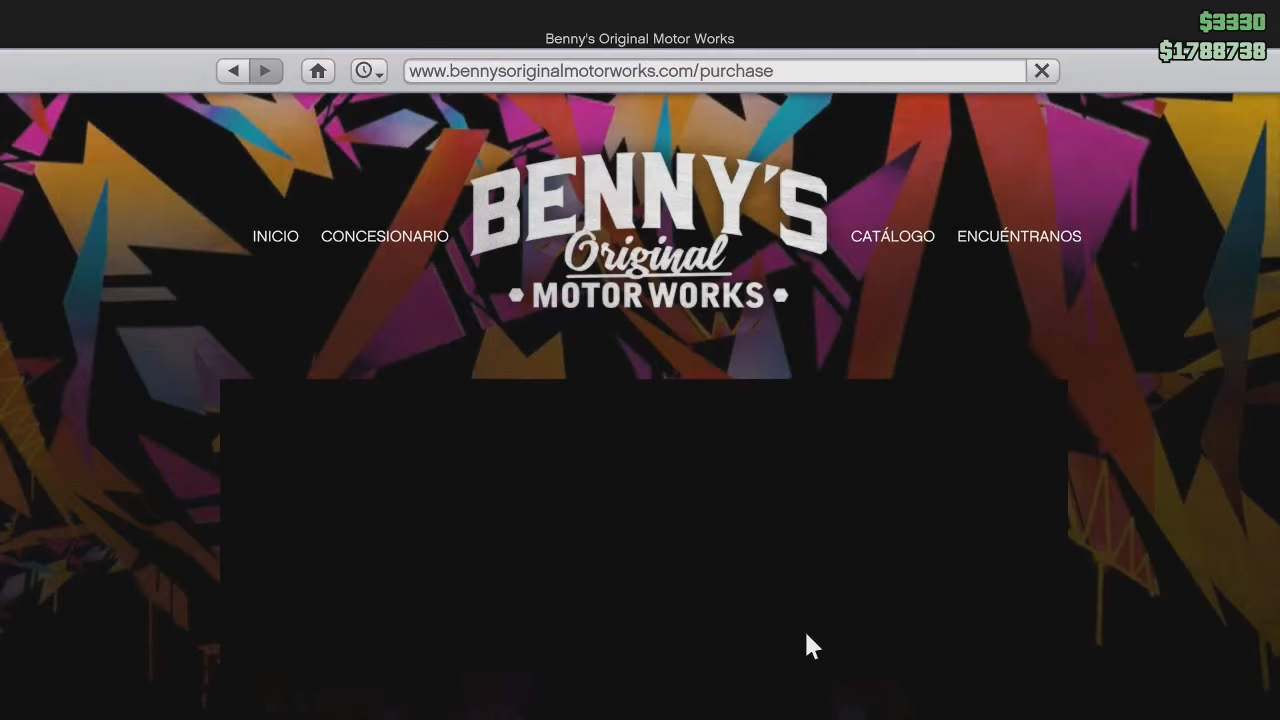 $3330
Benny's Original Motor Works
$1788738
www.bennysoriginalmotorworks.com/purchase
BENNY'S
Original
MOTOR WORKS
INICIO
CONCESIONARIO
CATÁLOGO
ENCUÉNTRANOS